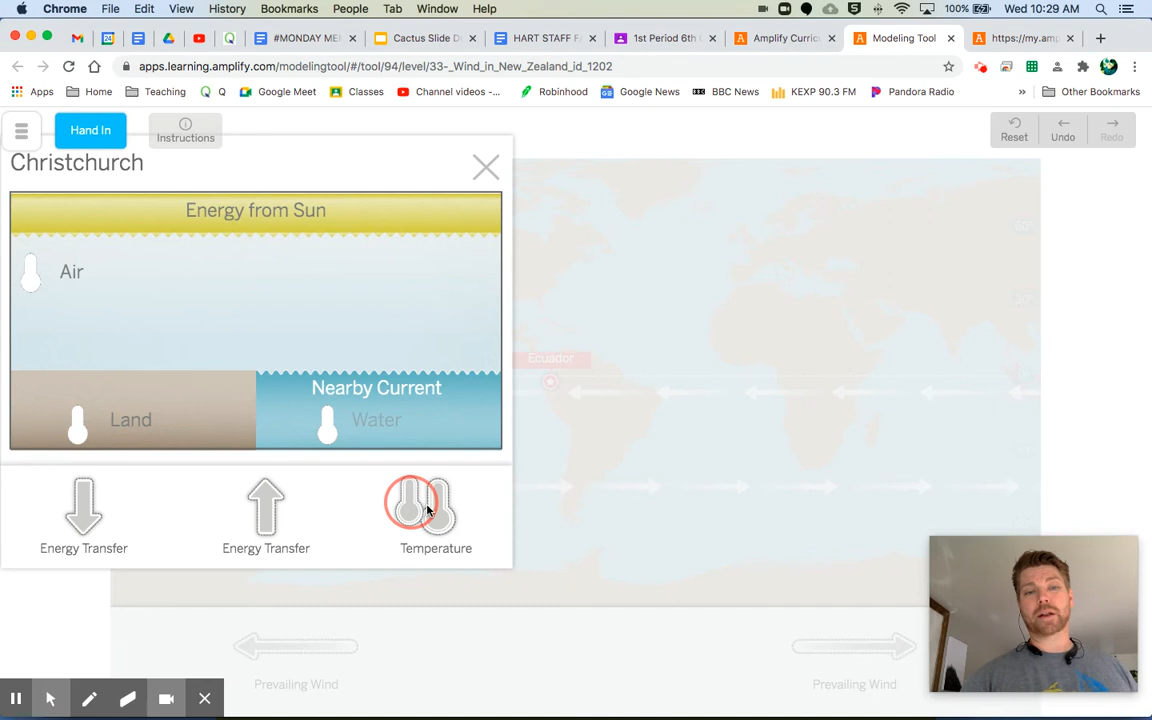 Chrome File Edit View History Bookmarks People Tab Window Help 100% Wed 10:29 AM
#MONDAY ME Cactus Slide D HART STAFF F 1st Period 6th Amplify Curric Modeling Tool https://my.amp
apps.learning.amplify.com/modelingtool/#/tool/94/level/33-_Wind_in_New_Zealand_id_1202
Apps Home Teaching Q Google Meet Classes Channel videos -... Robinhood Google News BBC News KEXP 90.3 FM Pandora Radio » Other Bookmarks
Hand In Instructions Reset Undo Redo
Christchurch
Energy from Sun
Air
Ecuador
Nearby Current
Land Water
Energy Transfer Energy Transfer Temperature
Prevailing Wind Prevailing Wind